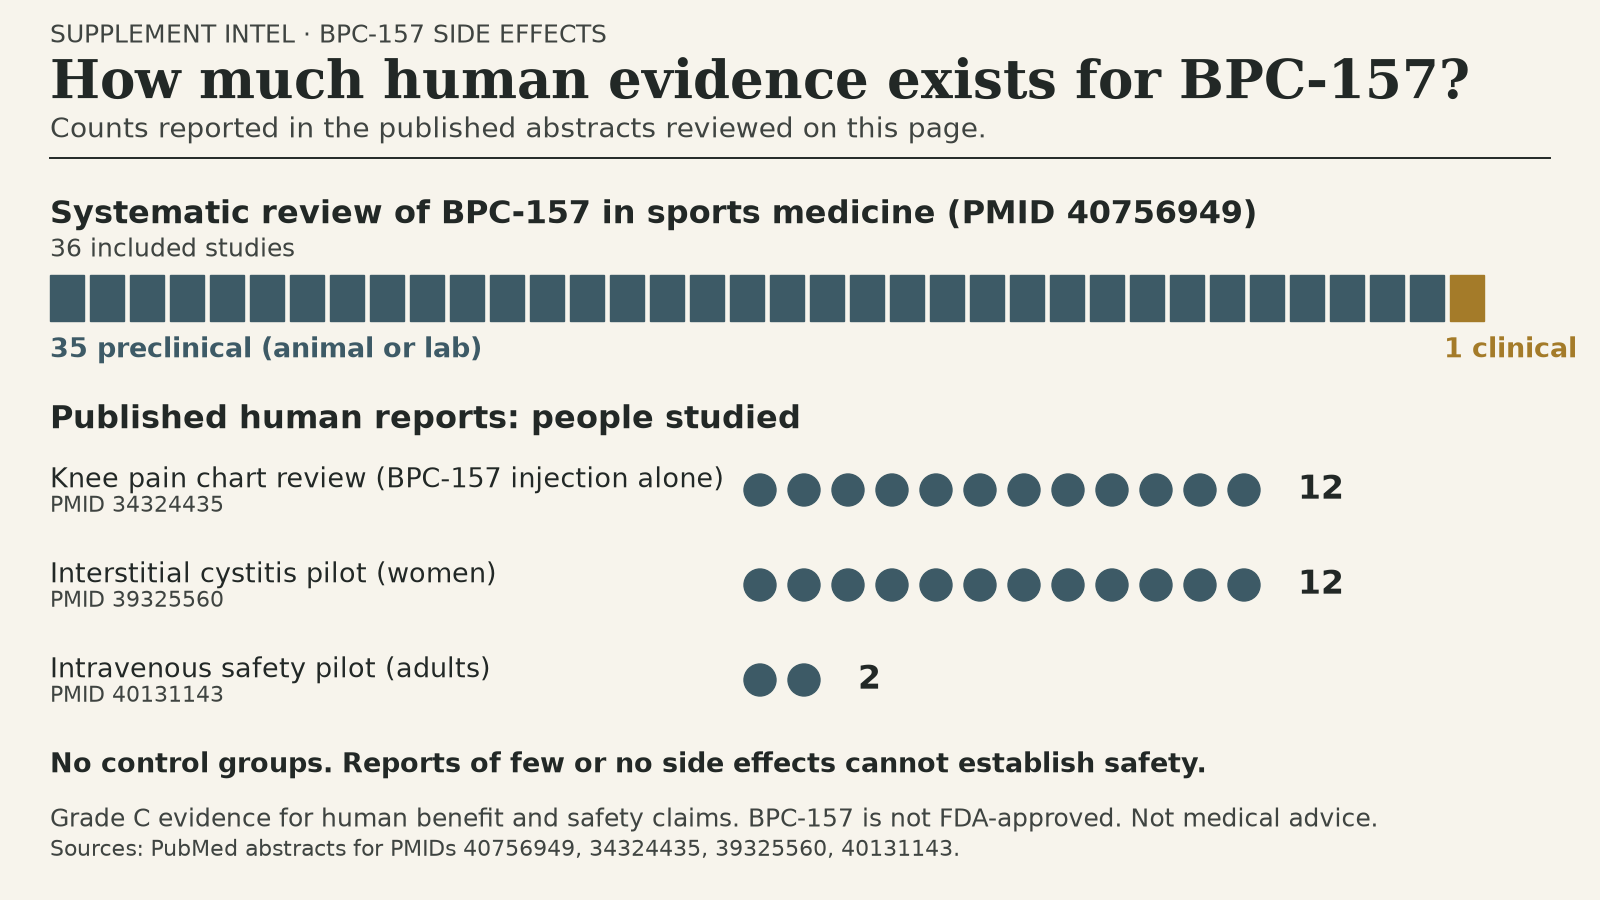 SUPPLEMENT INTEL · BPC-157 SIDE EFFECTS
How much human evidence exists for BPC-157?
Counts reported in the published abstracts reviewed on this page.
Systematic review of BPC-157 in sports medicine (PMID 40756949)
36 included studies
35 preclinical (animal or lab)
1 clinical
Published human reports: people studied
Knee pain chart review (BPC-157 injection alone)
PMID 34324435
12
Interstitial cystitis pilot (women)
PMID 39325560
12
Intravenous safety pilot (adults)
PMID 40131143
2
No control groups. Reports of few or no side effects cannot establish safety.
Grade C evidence for human benefit and safety claims. BPC-157 is not FDA-approved. Not medical advice.
Sources: PubMed abstracts for PMIDs 40756949, 34324435, 39325560, 40131143.